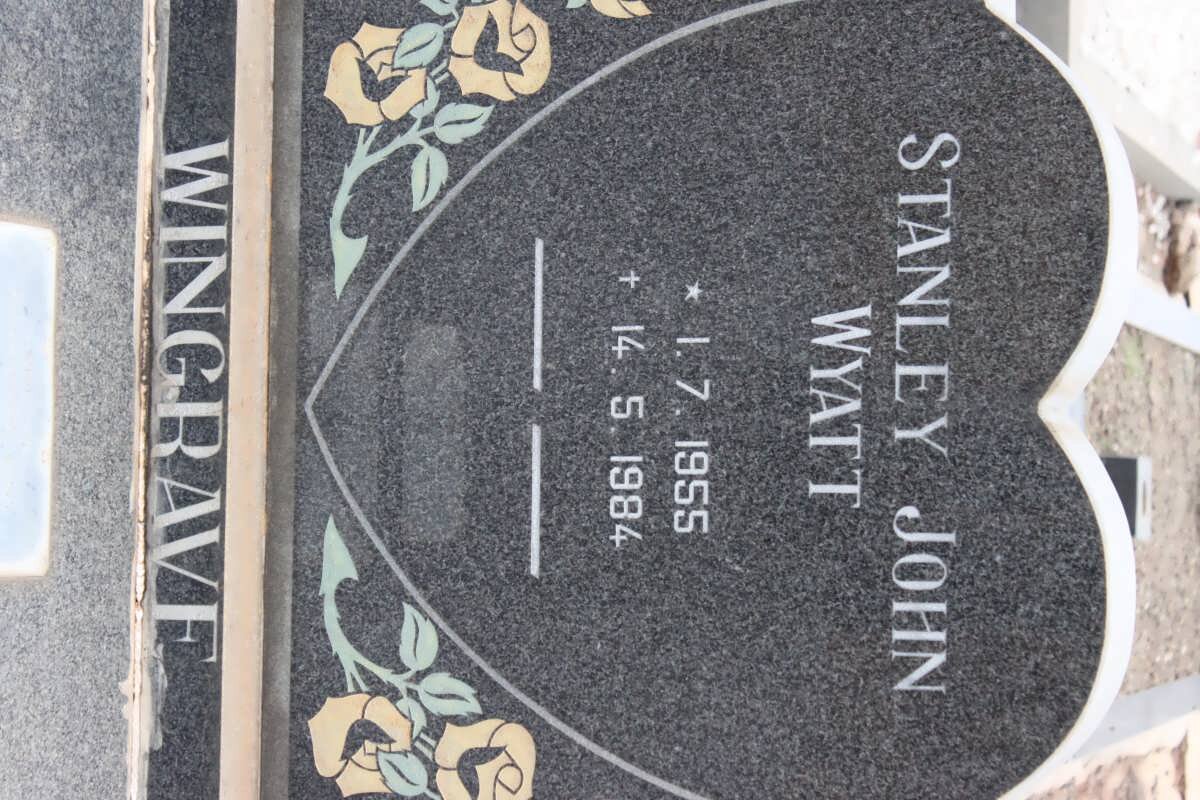 STANLEY JOHN
WYATT
★ 1. 7. 1955
✝ 14. 5. 1984
WINGRAVE